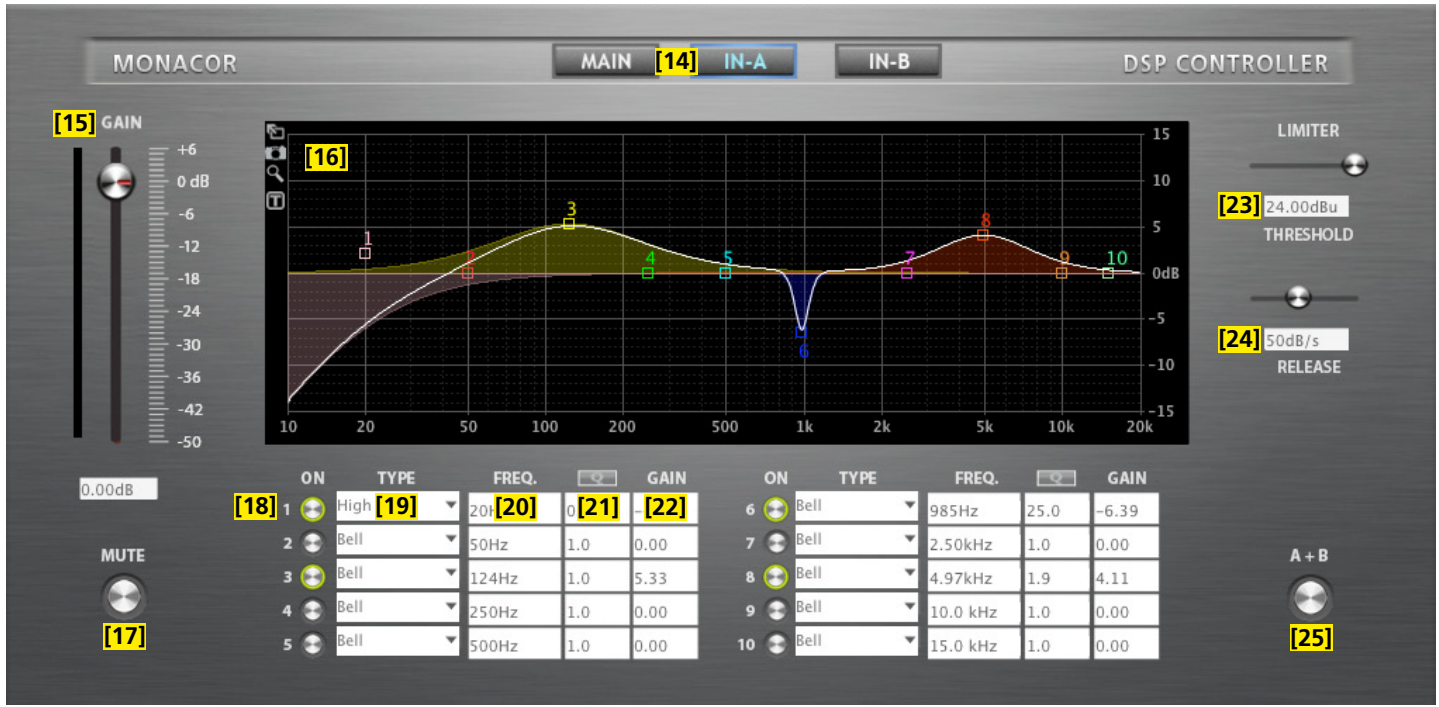 MONACOR
MAIN [14] IN-A IN-B
DSP CONTROLLER
[15] GAIN
+6
0 dB
-6
-12
-18
-24
-30
-36
-42
-50
0.00dB
MUTE
[17]
T
[16]
1
2
3
4
5
6
7
8
9
10
15
10
5
0dB
-5
-10
-15
10 20 50 100 200 500 1k 2k 5k 10k 20k
LIMITER
[23] 24.00dBu
THRESHOLD
[24] 50dB/s
RELEASE
A + B
[25]
ON TYPE FREQ. Q GAIN
[18] 1 High [19] [20] [21] [22]
2 Bell 50Hz 1.0 0.00
3 Bell 124Hz 1.0 5.33
4 Bell 250Hz 1.0 0.00
5 Bell 500Hz 1.0 0.00
ON TYPE FREQ. Q GAIN
6 Bell 985Hz 25.0 -6.39
7 Bell 2.50kHz 1.0 0.00
8 Bell 4.97kHz 1.9 4.11
9 Bell 10.0 kHz 1.0 0.00
10 Bell 15.0 kHz 1.0 0.00